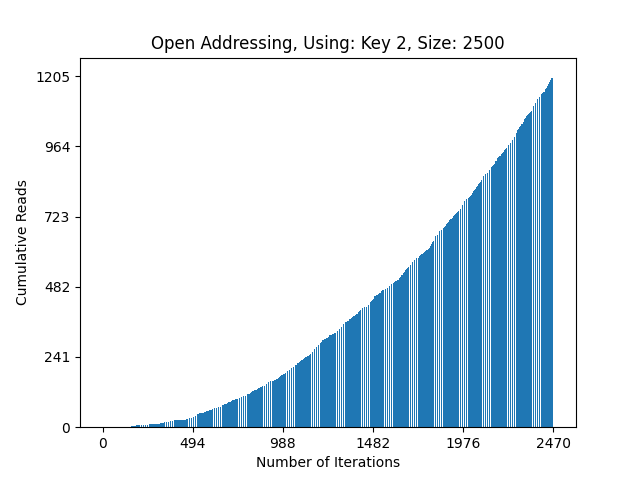 Open Addressing, Using: Key 2, Size: 2500
1205
964
723
482
241
0
Cumulative Reads
0 494 988 1482 1976 2470
Number of Iterations